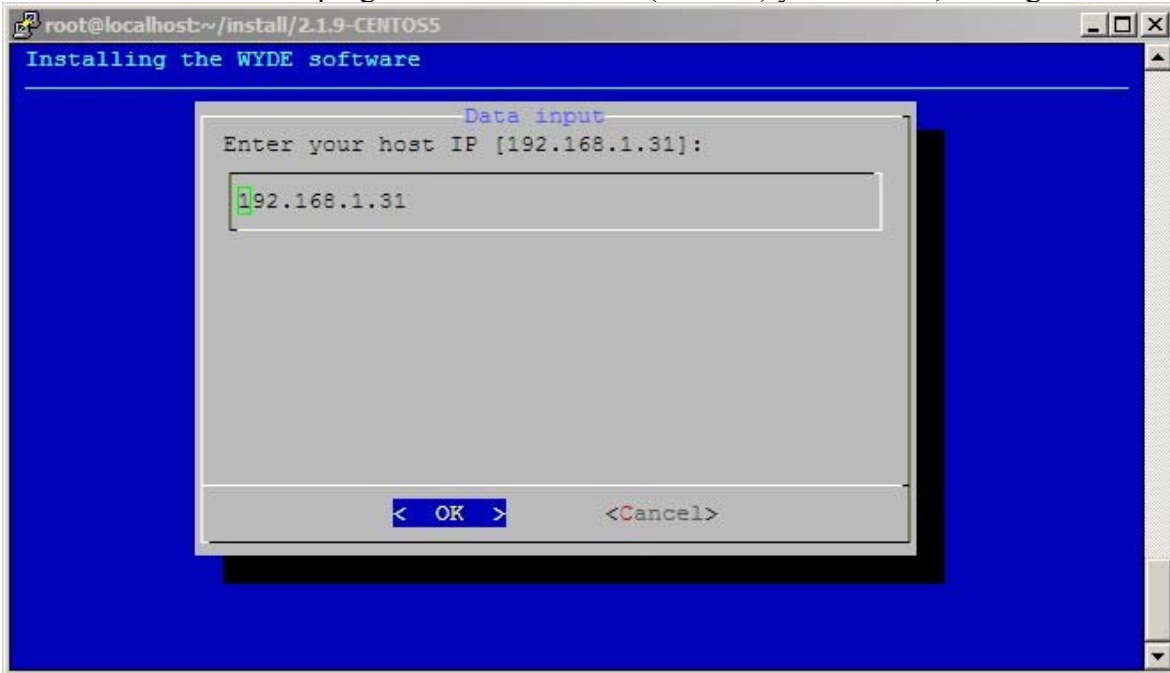 root@localhost:~/install/2.1.9-CENTOS5
Installing the WYDE software
Data input
Enter your host IP [192.168.1.31]:
192.168.1.31
< OK >
<Cancel>